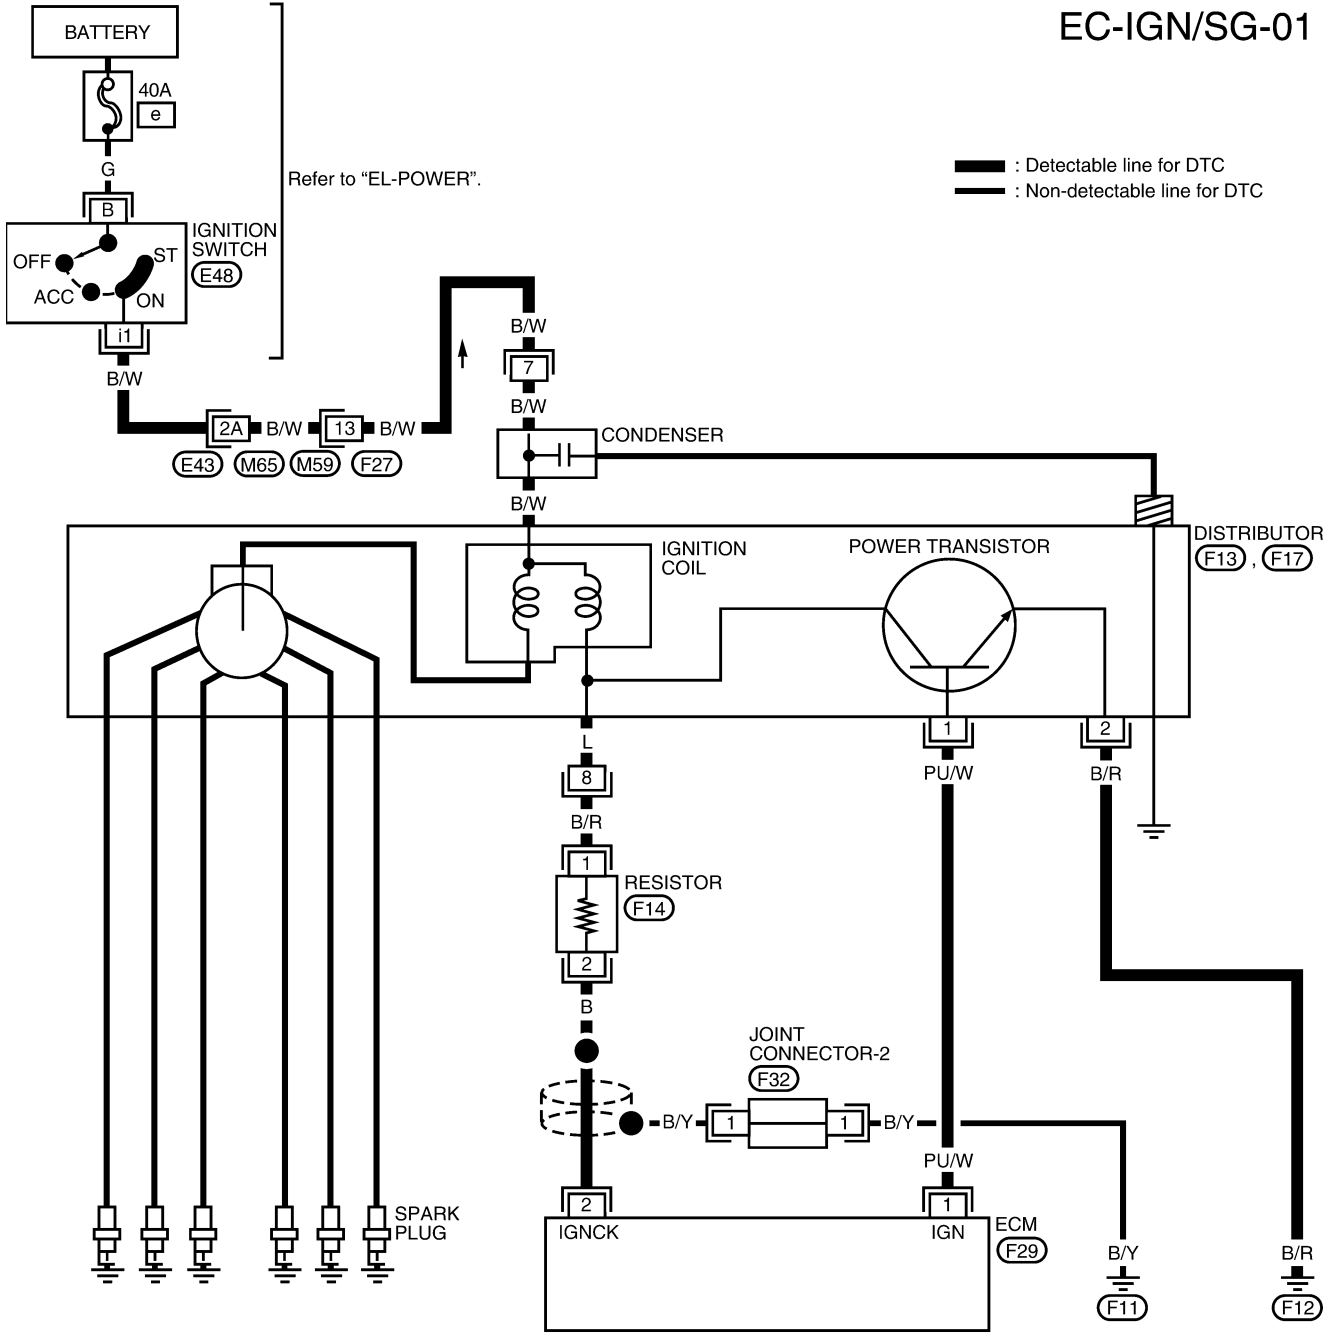 EC-IGN/SG-01
BATTERY
40A
e
G
Refer to “EL-POWER”.
: Detectable line for DTC
: Non-detectable line for DTC
B
IGNITION
SWITCH
E48
OFF
ST
ACC
ON
i1
B/W
B/W
7
B/W
2A
B/W
13
B/W
E43
M65
M59
F27
CONDENSER
B/W
DISTRIBUTOR
F13 , F17
IGNITION
COIL
POWER TRANSISTOR
L
1
2
8
PU/W
B/R
B/R
1
RESISTOR
F14
2
B
JOINT
CONNECTOR-2
F32
B/Y
1
1
B/Y
PU/W
2
1
SPARK
PLUG
IGNCK
IGN
ECM
F29
B/Y
B/R
F11
F12